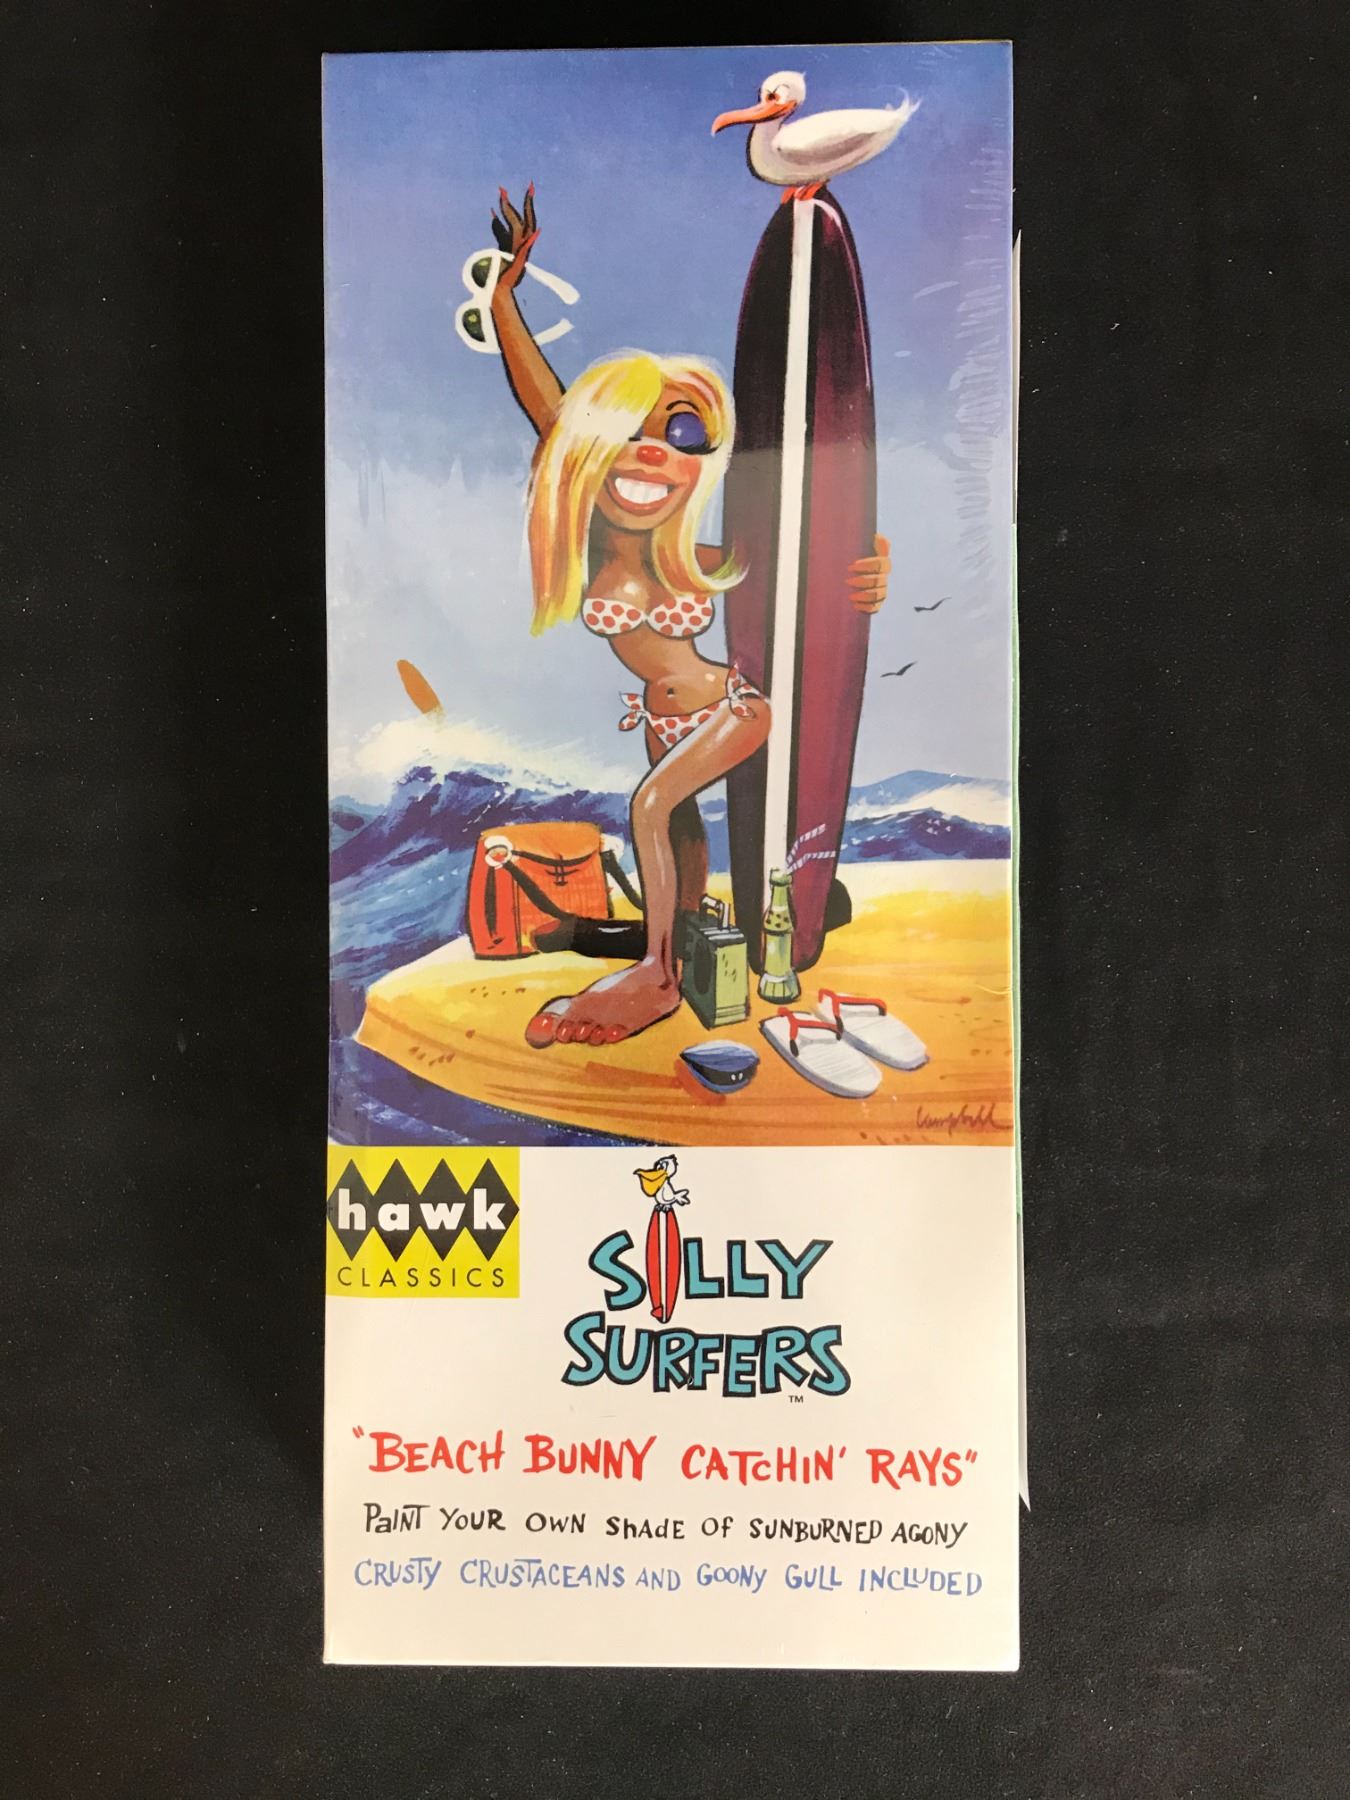 Campbell
hawk
CLASSICS
SILLY
SURFERS
TM
"BEACH BUNNY CATCHIN' RAYS"
PAINT YOUR OWN SHADE OF SUNBURNED AGONY
CRUSTY CRUSTACEANS AND GOONY GULL INCLUDED